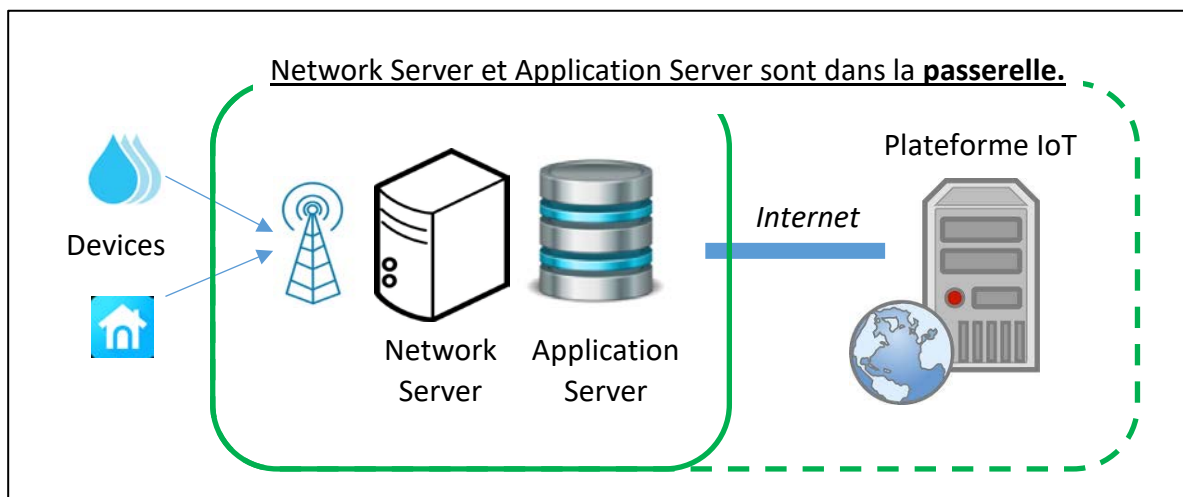 Network Server et Application Server sont dans la passerelle.
Plateforme IoT
Internet
Devices
Network
Server
Application
Server